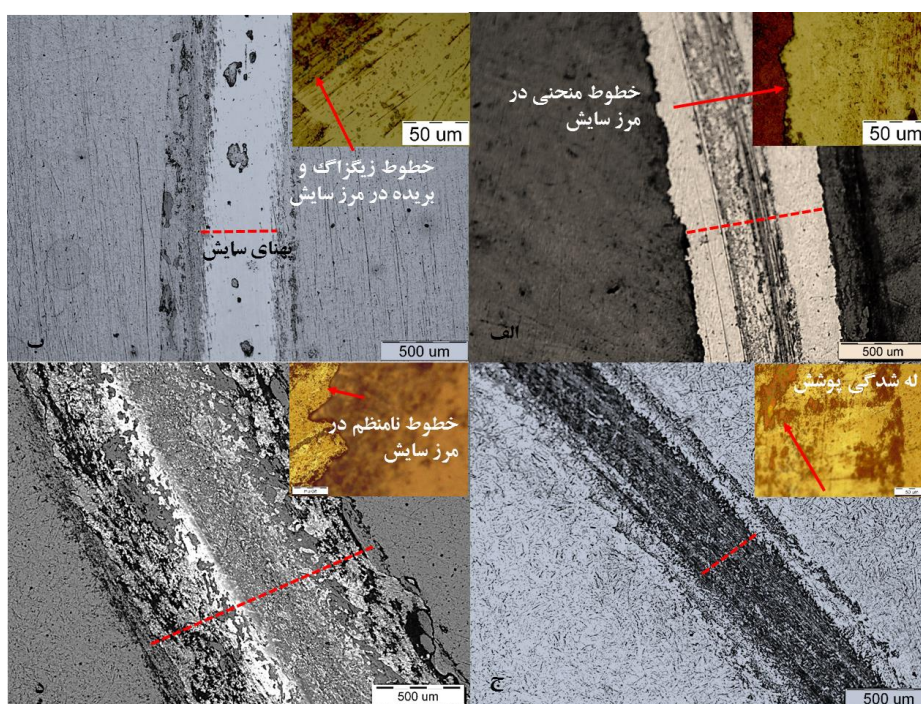 خطوط منحنی در
مرز سایش
50 um
الف
500 um
50 um
خطوط زیگزاگ و
بریده در مرز سایش
پهنای سایش
ب
500 um
له شدگی پوشش
ج
500 um
خطوط نامنظم در
مرز سایش
د
500 um